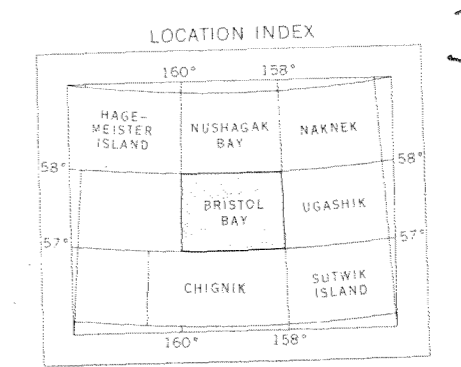 LOCATION INDEX
160° 158°
HAGE-
MEISTER
ISLAND
NUSHAGAK
BAY
NAKNEK
58° 58°
BRISTOL
BAY
UGASHIK
57° 57°
CHIGNIK
SUTWIK
ISLAND
160° 158°